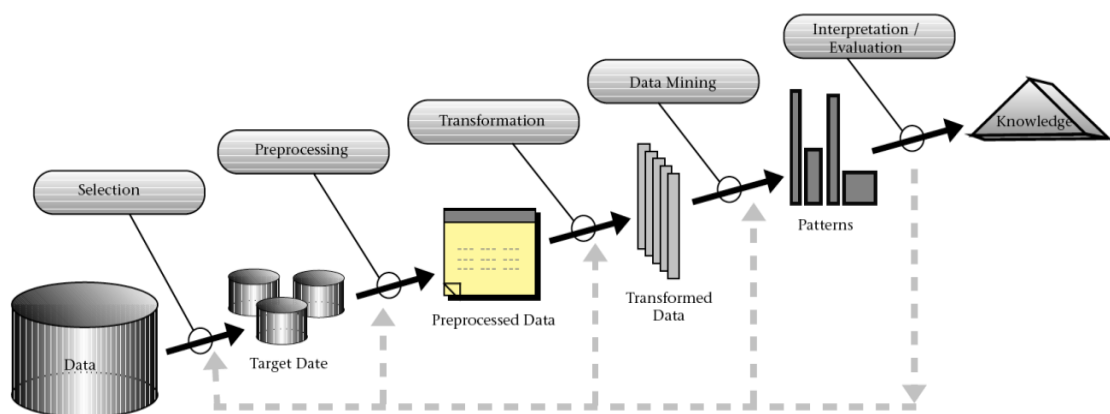 Interpretation /
Evaluation
Data Mining
Transformation
Preprocessing
Selection
Data
Target Date
Preprocessed Data
Transformed
Data
Patterns
Knowledge